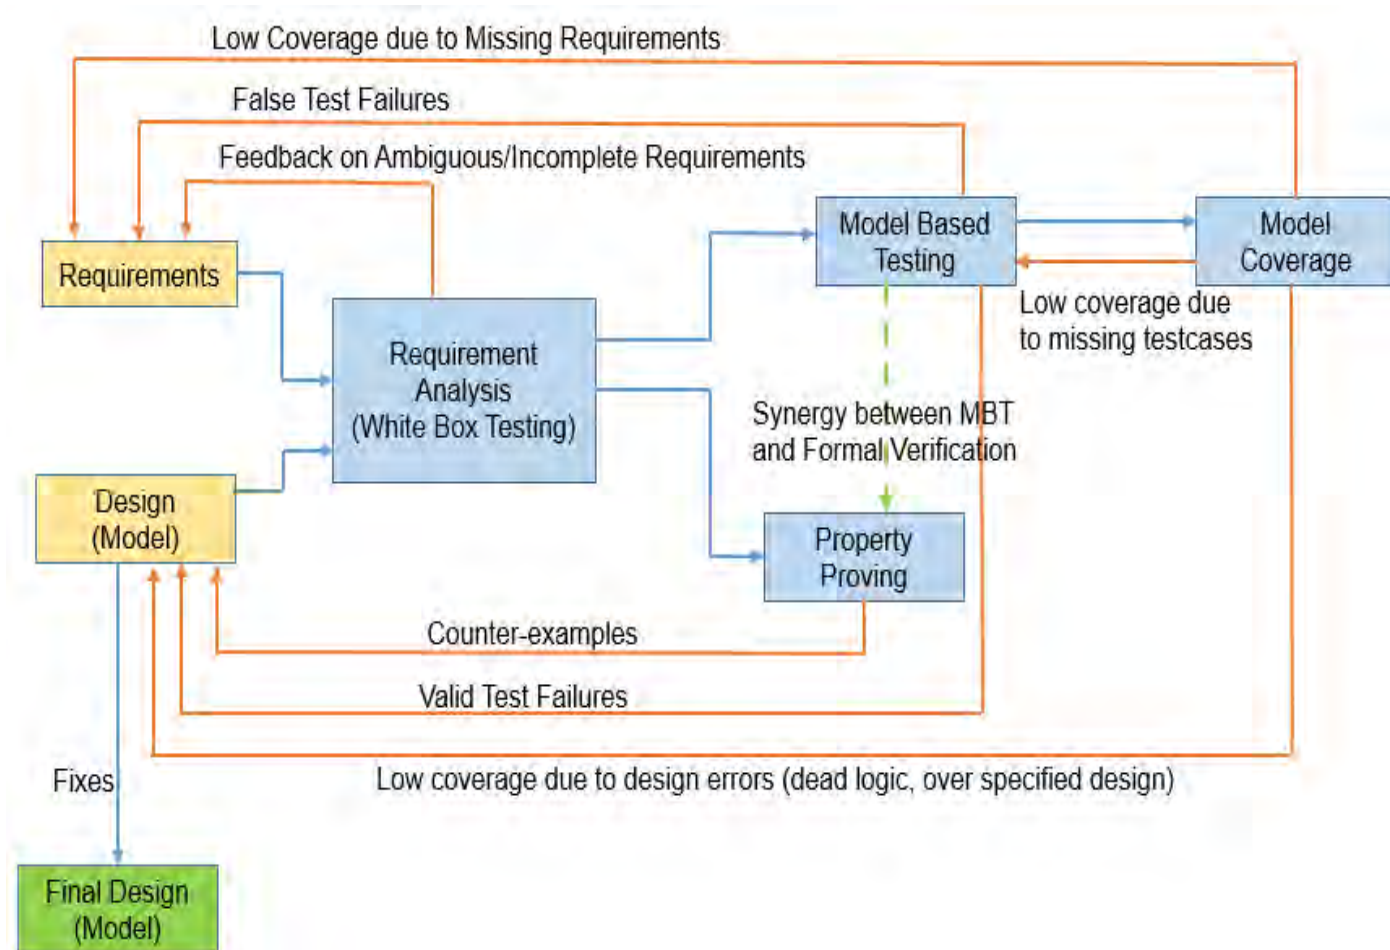 Low Coverage due to Missing Requirements
False Test Failures
Feedback on Ambiguous/Incomplete Requirements
Requirements
Model Based
Testing
Model
Coverage
Low coverage due
to missing testcases
Requirement
Analysis
(White Box Testing)
Synergy between MBT
and Formal Verification
Design
(Model)
Property
Proving
Counter-examples
Valid Test Failures
Low coverage due to design errors (dead logic, over specified design)
Fixes
Final Design
(Model)